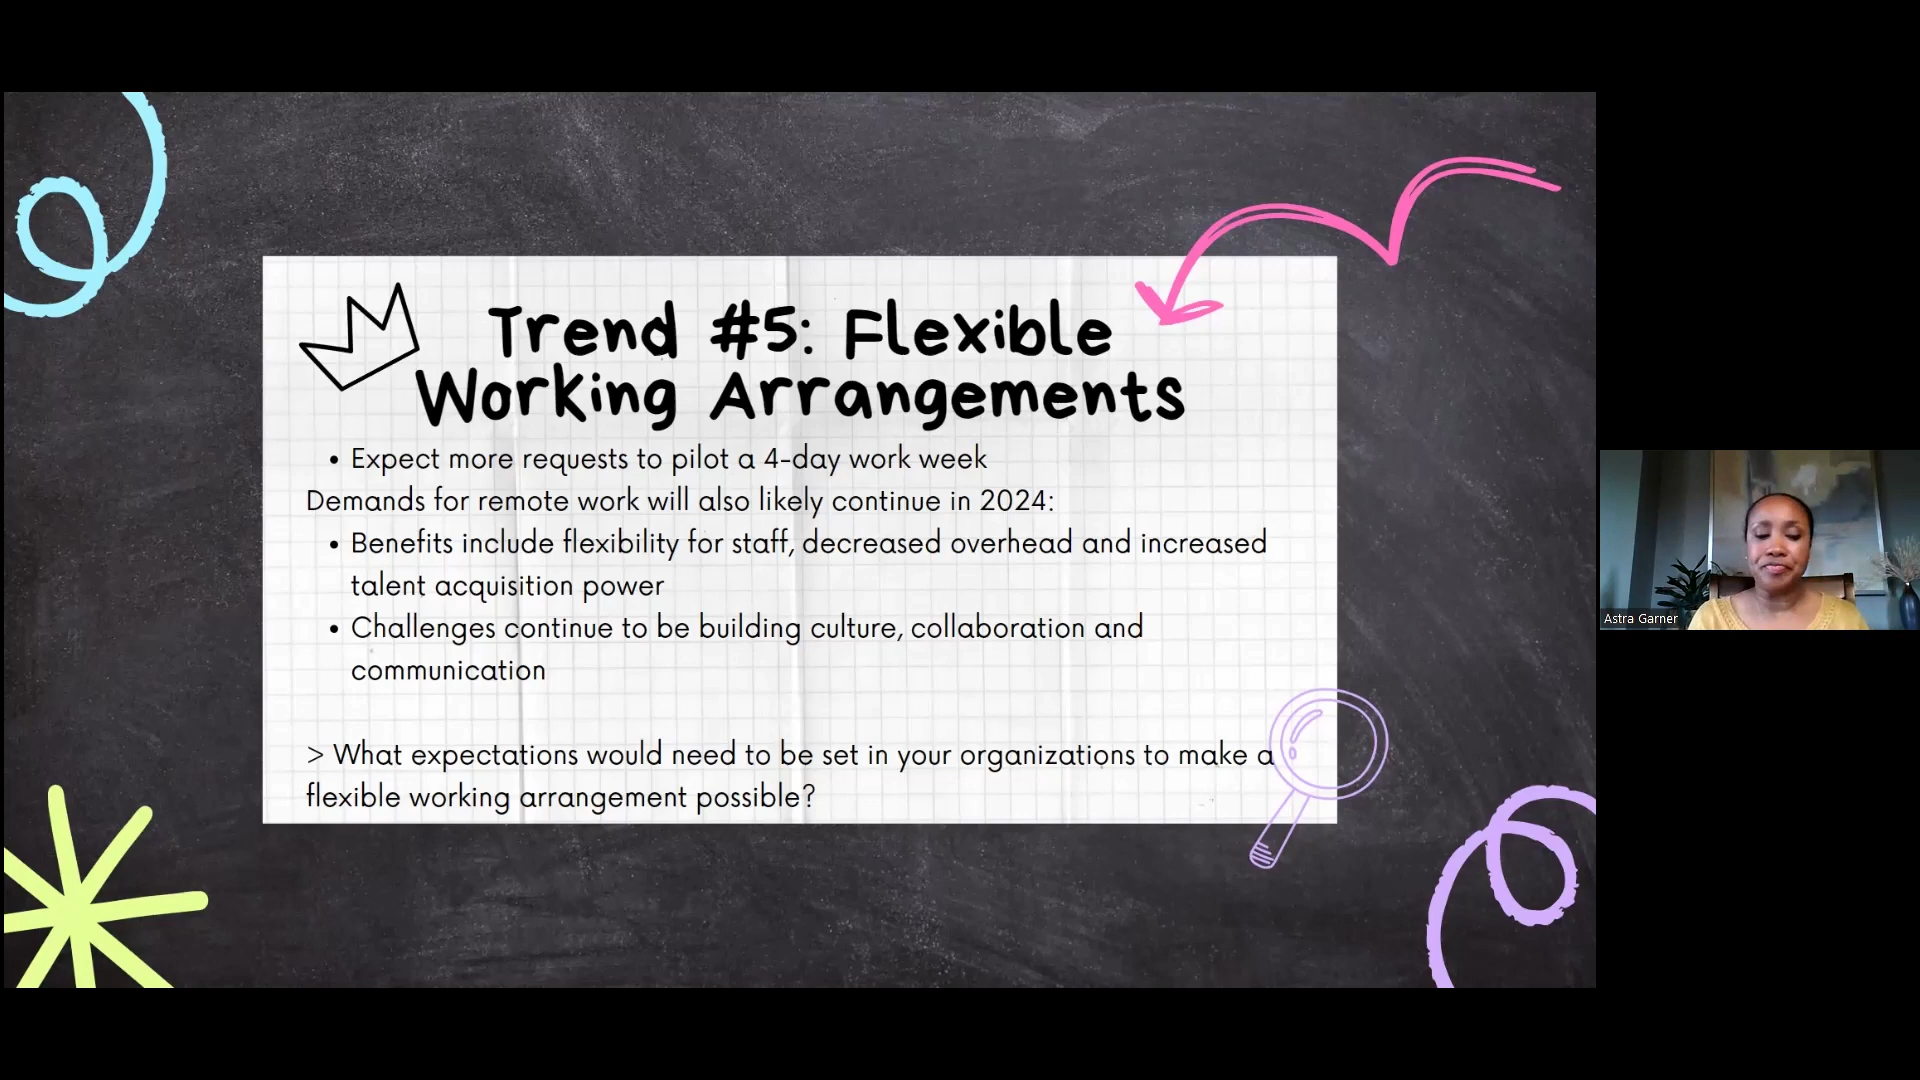 Trend #5: Flexible
Working Arrangements
• Expect more requests to pilot a 4-day work week
Demands for remote work will also likely continue in 2024:
• Benefits include flexibility for staff, decreased overhead and increased
talent acquisition power
• Challenges continue to be building culture, collaboration and
communication
> What expectations would need to be set in your organizations to make a
flexible working arrangement possible?
Astra Garner